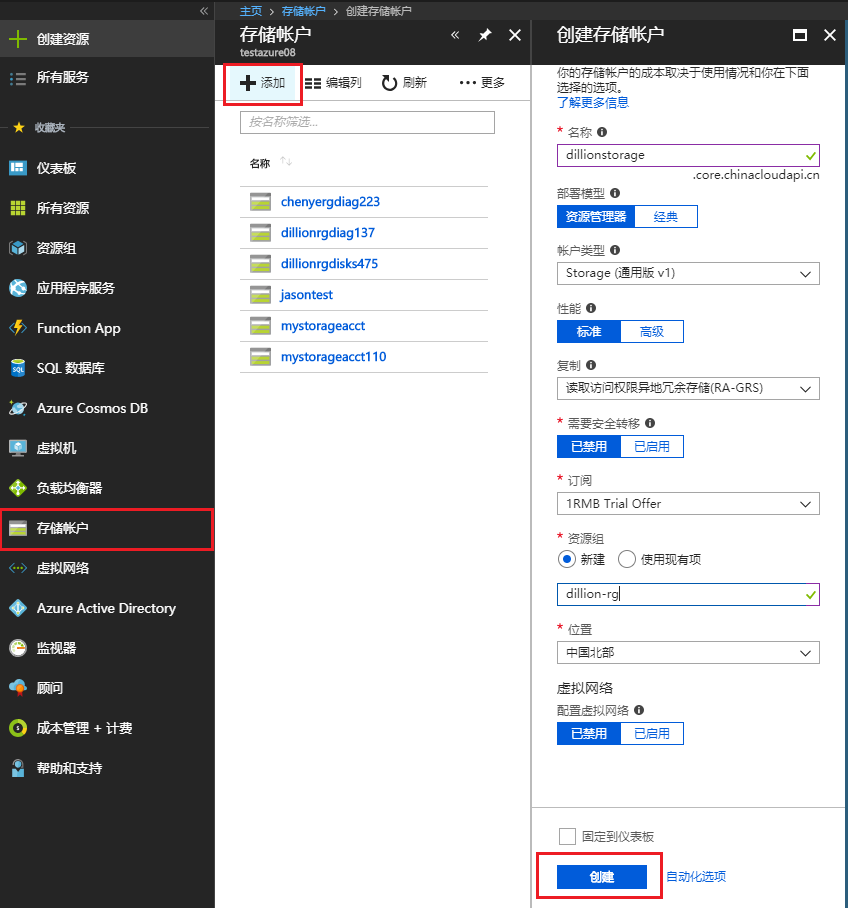 主页 > 存储帐户 > 创建存储帐户
创建资源
所有服务
收藏夹
仪表板
所有资源
资源组
应用程序服务
Function App
SQL 数据库
Azure Cosmos DB
虚拟机
负载均衡器
存储帐户
虚拟网络
Azure Active Directory
监视器
顾问
成本管理 + 计费
帮助和支持
存储帐户
testazure08
添加
编辑列
刷新
更多
按名称筛选...
名称
chenyergdiag223
dillionrgdiag137
dillionrgdisks475
jasontest
mystorageacct
mystorageacct110
创建存储帐户
你的存储帐户的成本取决于使用情况和你在下面
选择的选项。
了解更多信息
* 名称
dillionstorage
.core.chinacloudapi.cn
部署模型
资源管理器 经典
帐户类型
Storage (通用版 v1)
性能
标准 高级
复制
读取访问权限异地冗余存储(RA-GRS)
* 需要安全转移
已禁用 已启用
* 订阅
1RMB Trial Offer
* 资源组
新建 使用现有项
dillion-rg
* 位置
中国北部
虚拟网络
配置虚拟网络
已禁用 已启用
固定到仪表板
创建 自动化选项